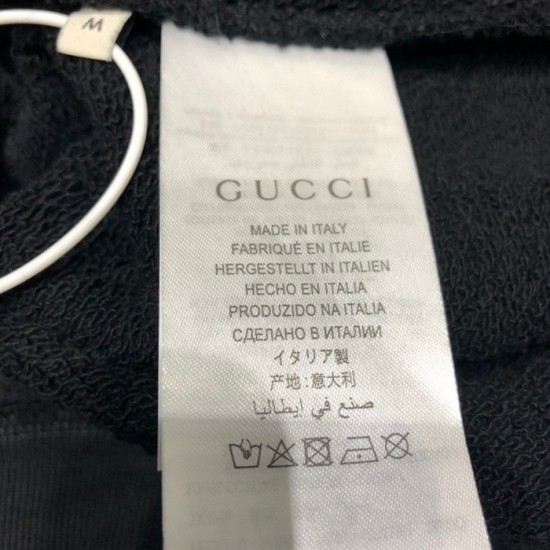 M
GUCCI
MADE IN ITALY
FABRIQUÉ EN ITALIE
HERGESTELLT IN ITALIEN
HECHO EN ITALIA
PRODUZIDO NA ITALIA
СДЕЛАНО В ИТАЛИИ
イタリア製
产地:意大利
صنع في إيطاليا